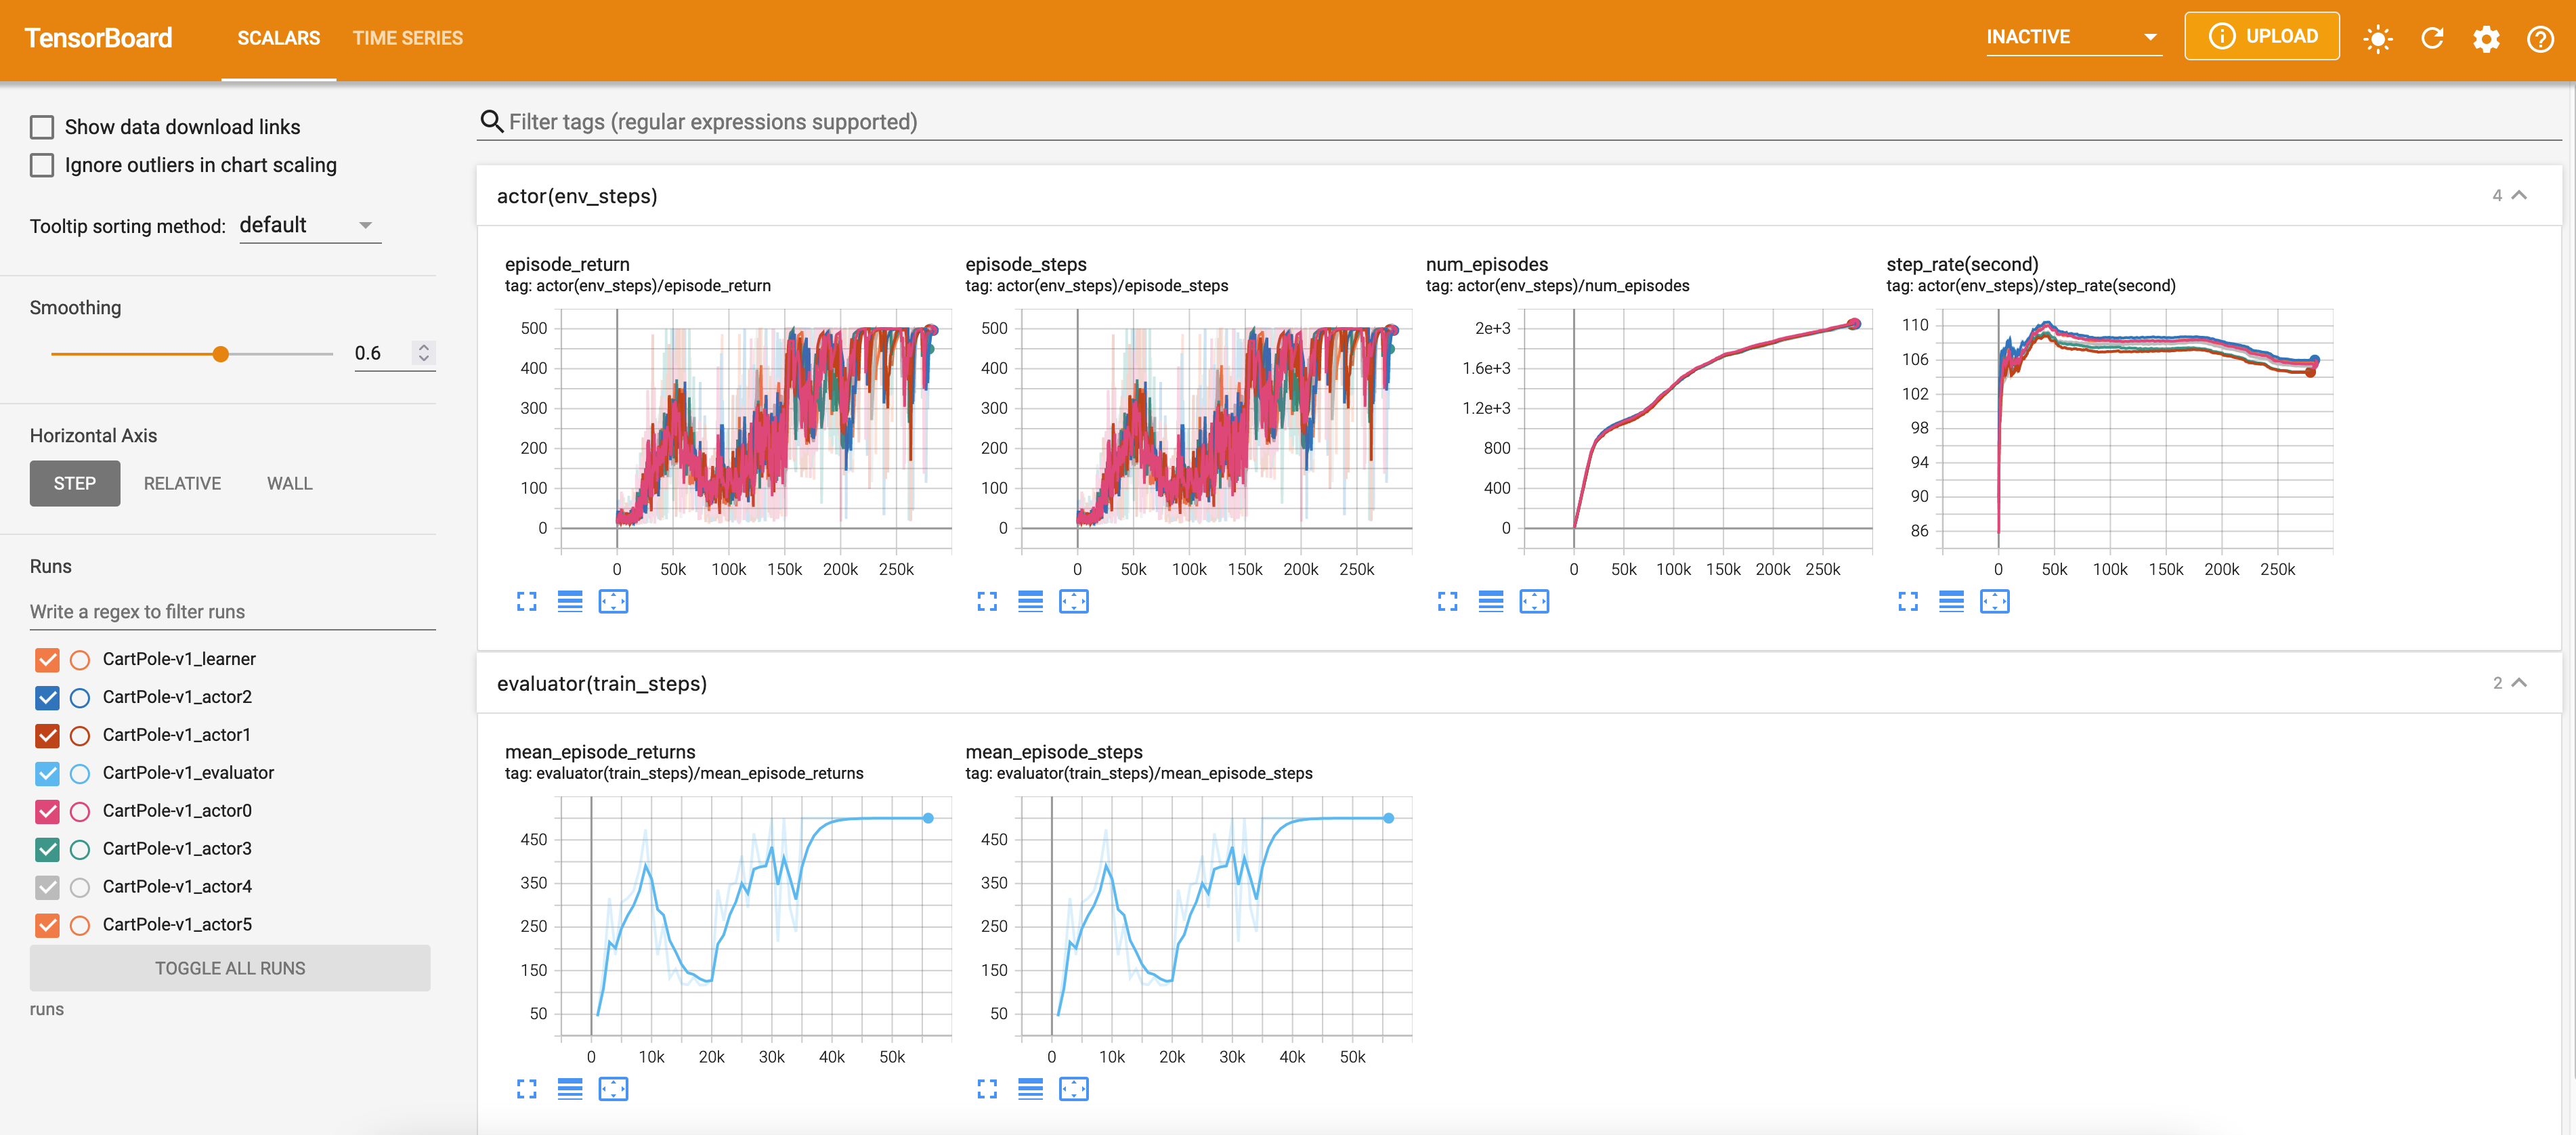 TensorBoard SCALARS TIME SERIES INACTIVE UPLOAD
Show data download links
Ignore outliers in chart scaling
Tooltip sorting method: default
Smoothing
0.6
Horizontal Axis
STEP RELATIVE WALL
Runs
Write a regex to filter runs
CartPole-v1_learner
CartPole-v1_actor2
CartPole-v1_actor1
CartPole-v1_evaluator
CartPole-v1_actor0
CartPole-v1_actor3
CartPole-v1_actor4
CartPole-v1_actor5
TOGGLE ALL RUNS
runs
Filter tags (regular expressions supported)
actor(env_steps) 4
episode_return
tag: actor(env_steps)/episode_return
500
400
300
200
100
0
0 50k 100k 150k 200k 250k
episode_steps
tag: actor(env_steps)/episode_steps
500
400
300
200
100
0
0 50k 100k 150k 200k 250k
num_episodes
tag: actor(env_steps)/num_episodes
2e+3
1.6e+3
1.2e+3
800
400
0
0 50k 100k 150k 200k 250k
step_rate(second)
tag: actor(env_steps)/step_rate(second)
110
106
102
98
94
90
86
0 50k 100k 150k 200k 250k
evaluator(train_steps) 2
mean_episode_returns
tag: evaluator(train_steps)/mean_episode_returns
450
350
250
150
50
0 10k 20k 30k 40k 50k
mean_episode_steps
tag: evaluator(train_steps)/mean_episode_steps
450
350
250
150
50
0 10k 20k 30k 40k 50k